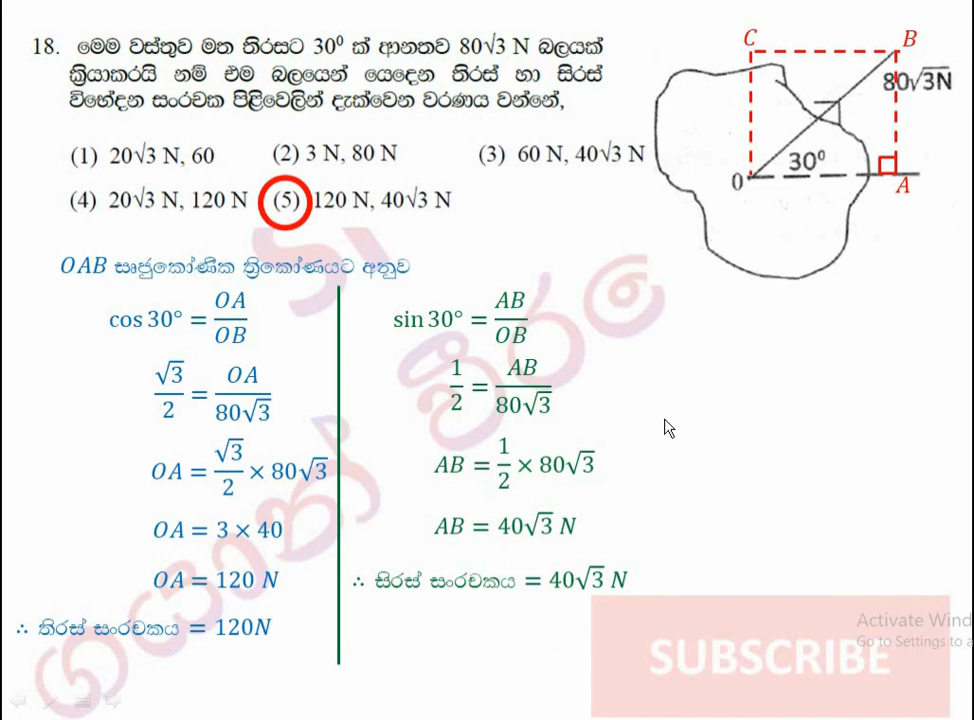 18. මෙම වස්තුව මත තිරසට 30⁰ ක් ආනතව 80√3 N බලයක්
ක්‍රියාකරයි නම් එම බලයෙන් යෙදෙන තිරස් හා සිරස්
විභේදන සංරචක පිළිවෙලින් දැක්වෙන වරණය වන්නේ,
(1) 20√3 N, 60 (2) 3 N, 80 N (3) 60 N, 40√3 N
(4) 20√3 N, 120 N (5) 120 N, 40√3 N
C
B
80√3N
30⁰
0
A
OAB සෘජුකෝණික ත්‍රිකෝණයට අනුව
cos 30° = OA/OB
√3/2 = OA/80√3
OA = √3/2 × 80√3
OA = 3 × 40
OA = 120 N
∴ තිරස් සංරචකය = 120N
sin 30° = AB/OB
1/2 = AB/80√3
AB = 1/2 × 80√3
AB = 40√3 N
∴ සිරස් සංරචකය = 40√3 N
SUBSCRIBE
Activate Wind
Go to Settings to a